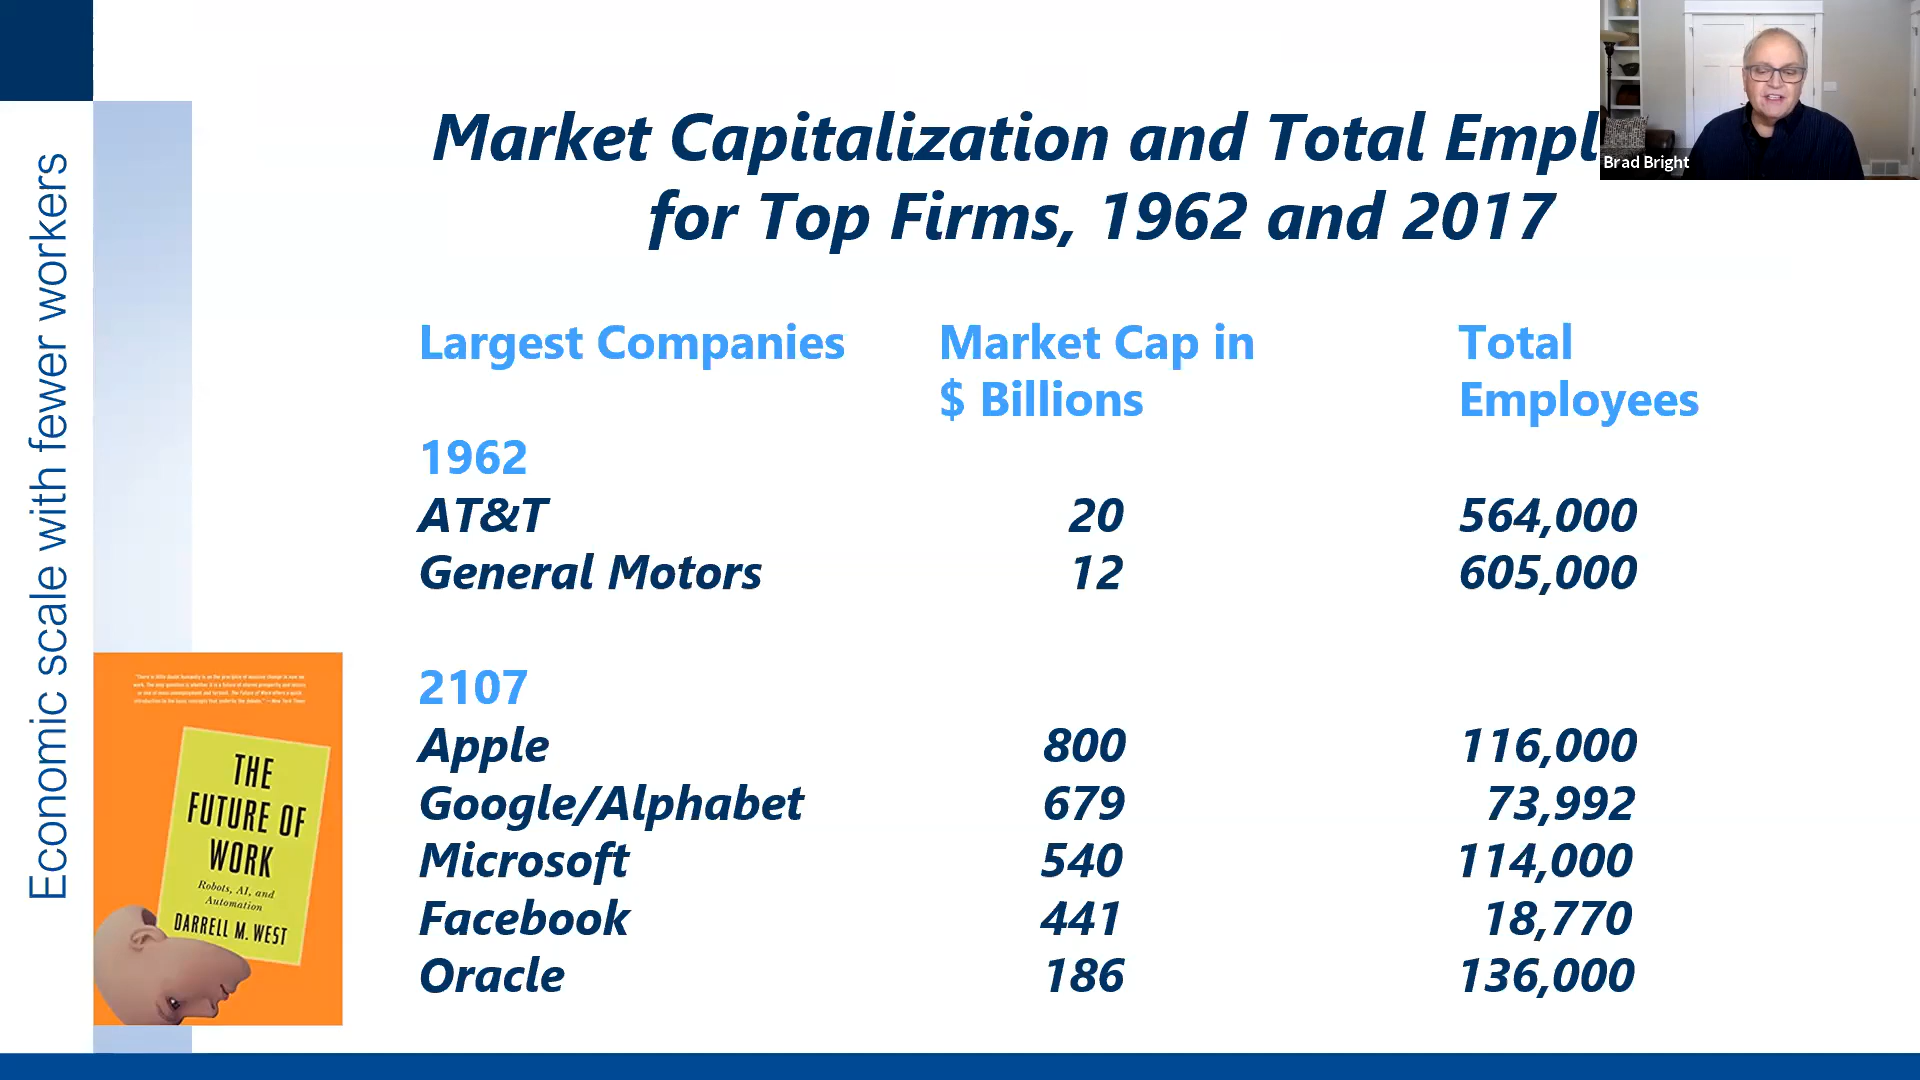 Economic scale with fewer workers
Market Capitalization and Total Empl
for Top Firms, 1962 and 2017
Brad Bright
Largest Companies Market Cap in Total
$ Billions Employees
1962
AT&T 20 564,000
General Motors 12 605,000
2107
Apple 800 116,000
Google/Alphabet 679 73,992
Microsoft 540 114,000
Facebook 441 18,770
Oracle 186 136,000
THE
FUTURE OF
WORK
Robots, AI, and
Automation
DARRELL M. WEST